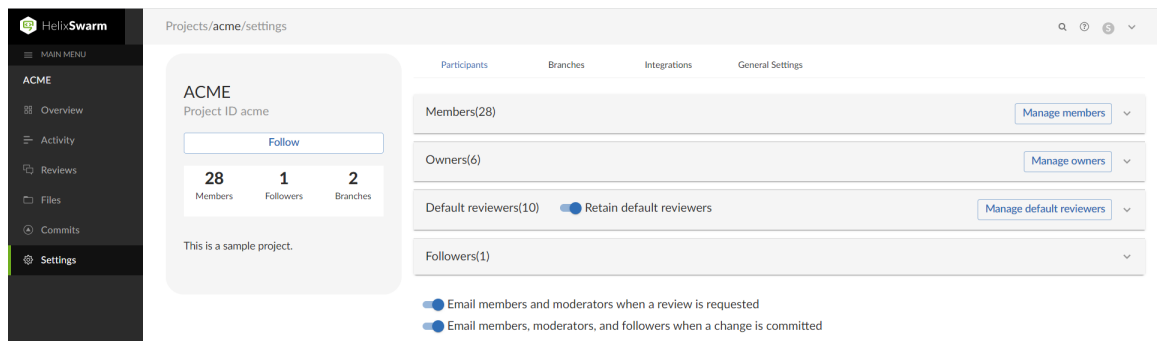 HelixSwarm
Projects/acme/settings
S
MAIN MENU
ACME
Overview
Activity
Reviews
Files
Commits
Settings
ACME
Project ID acme
Follow
28 1 2
Members Followers Branches
This is a sample project.
Participants Branches Integrations General Settings
Members(28) Manage members
Owners(6) Manage owners
Default reviewers(10) Retain default reviewers Manage default reviewers
Followers(1)
Email members and moderators when a review is requested
Email members, moderators, and followers when a change is committed